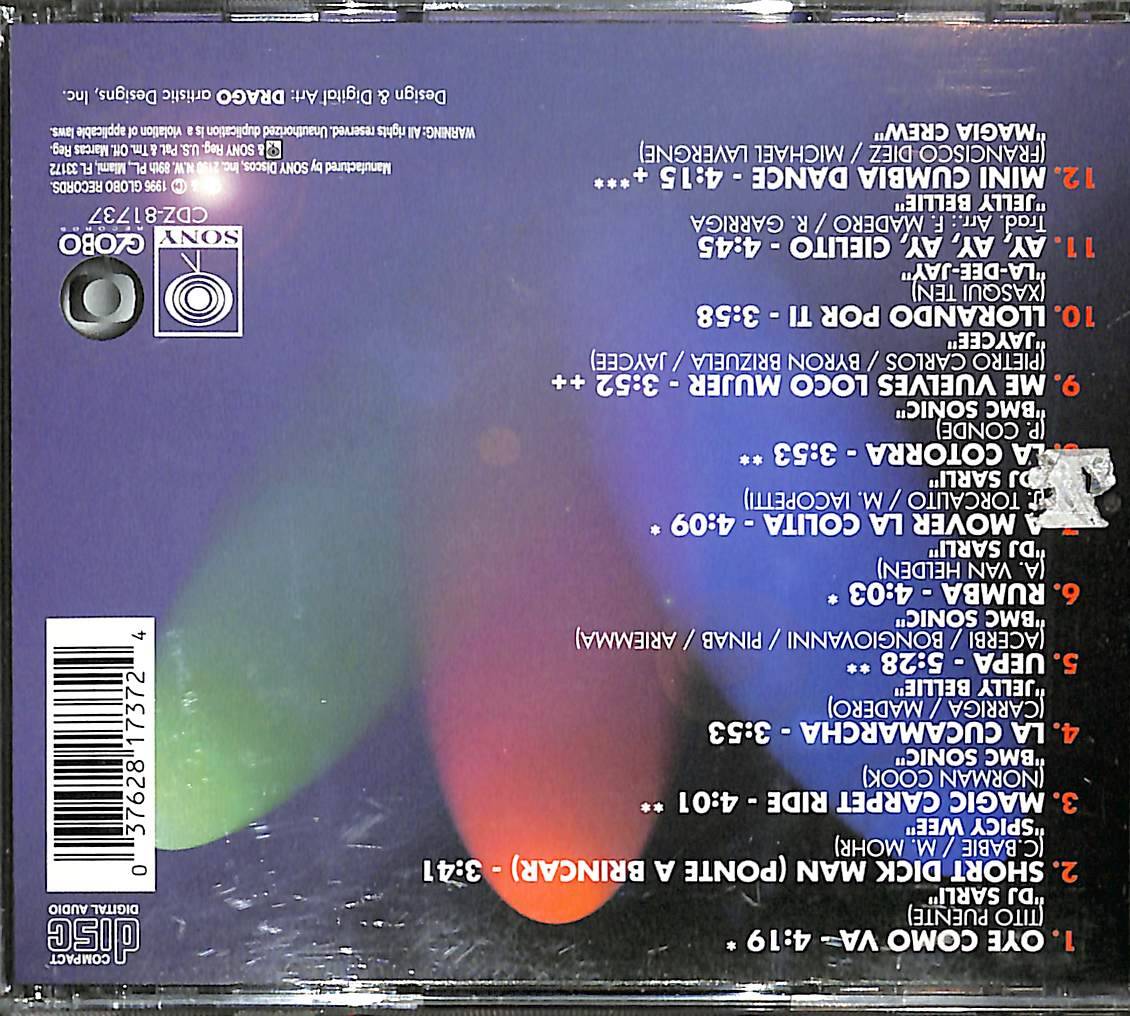 1. OYE COMO VA - 4:19 *
(TITO PUENTE)
"DJ SARLI"
2. SHORT DICK MAN (PONTE A BRINCAR) - 3:41
(C.BABIE / M. MOHR)
"SPICY WEE"
3. MAGIC CARPET RIDE - 4:01 **
(NORMAN COOK)
"BMC SONIC"
4. LA CUCAMARCHA - 3:53
(CARRIGA / MADERO)
"JELLY BELLIE"
5. UEPA - 5:28 **
(ACERBI / BONGIOVANNI / PINAB / ARIEMMA)
"BMC SONIC"
6. RUMBA - 4:03 *
(A. VAN HELDEN)
"DJ SARLI"
7. A MOVER LA COLITA - 4:09 *
TORCALITO / M. IACOPETTI)
DJ SARLI"
LA COTORRA - 3:53 **
(P. CONDE)
"BMC SONIC"
9. ME VUELVES LOCO MUJER - 3:52 ++
(PIETRO CARLOS / BYRON BRIZUELA / JAYCEE)
"JAYCEE"
10. LLORANDO POR TI - 3:58
(XASQUI TEN)
"LA-DEE-JAY"
11. AY, AY, AY, CIELITO - 4:45
Trad. Arr.: F. MADERO / R. GARRIGA
"JELLY BELLIE"
12. MINI CUMBIA DANCE - 4:15 +***
(FRANCISCO DIEZ / MICHAEL LAVERGNE)
"MAGIA CREW"
COMPACT
disc
DIGITAL AUDIO
0 37628 17372 4
SONY
GLOBO
RECORDS
CDZ-81737
& © 1996 GLOBO RECORDS.
Manufactured by SONY Discos, Inc. 2190 N.W. 89th PL., Miami, FL 33172
& SONY Reg. U.S. Pat. & Tm. Off. Marcas Reg.
WARNING: All rights reserved. Unauthorized duplication is a violation of applicable laws.
Design & Digital Art: DRAGO artistic Designs, Inc.